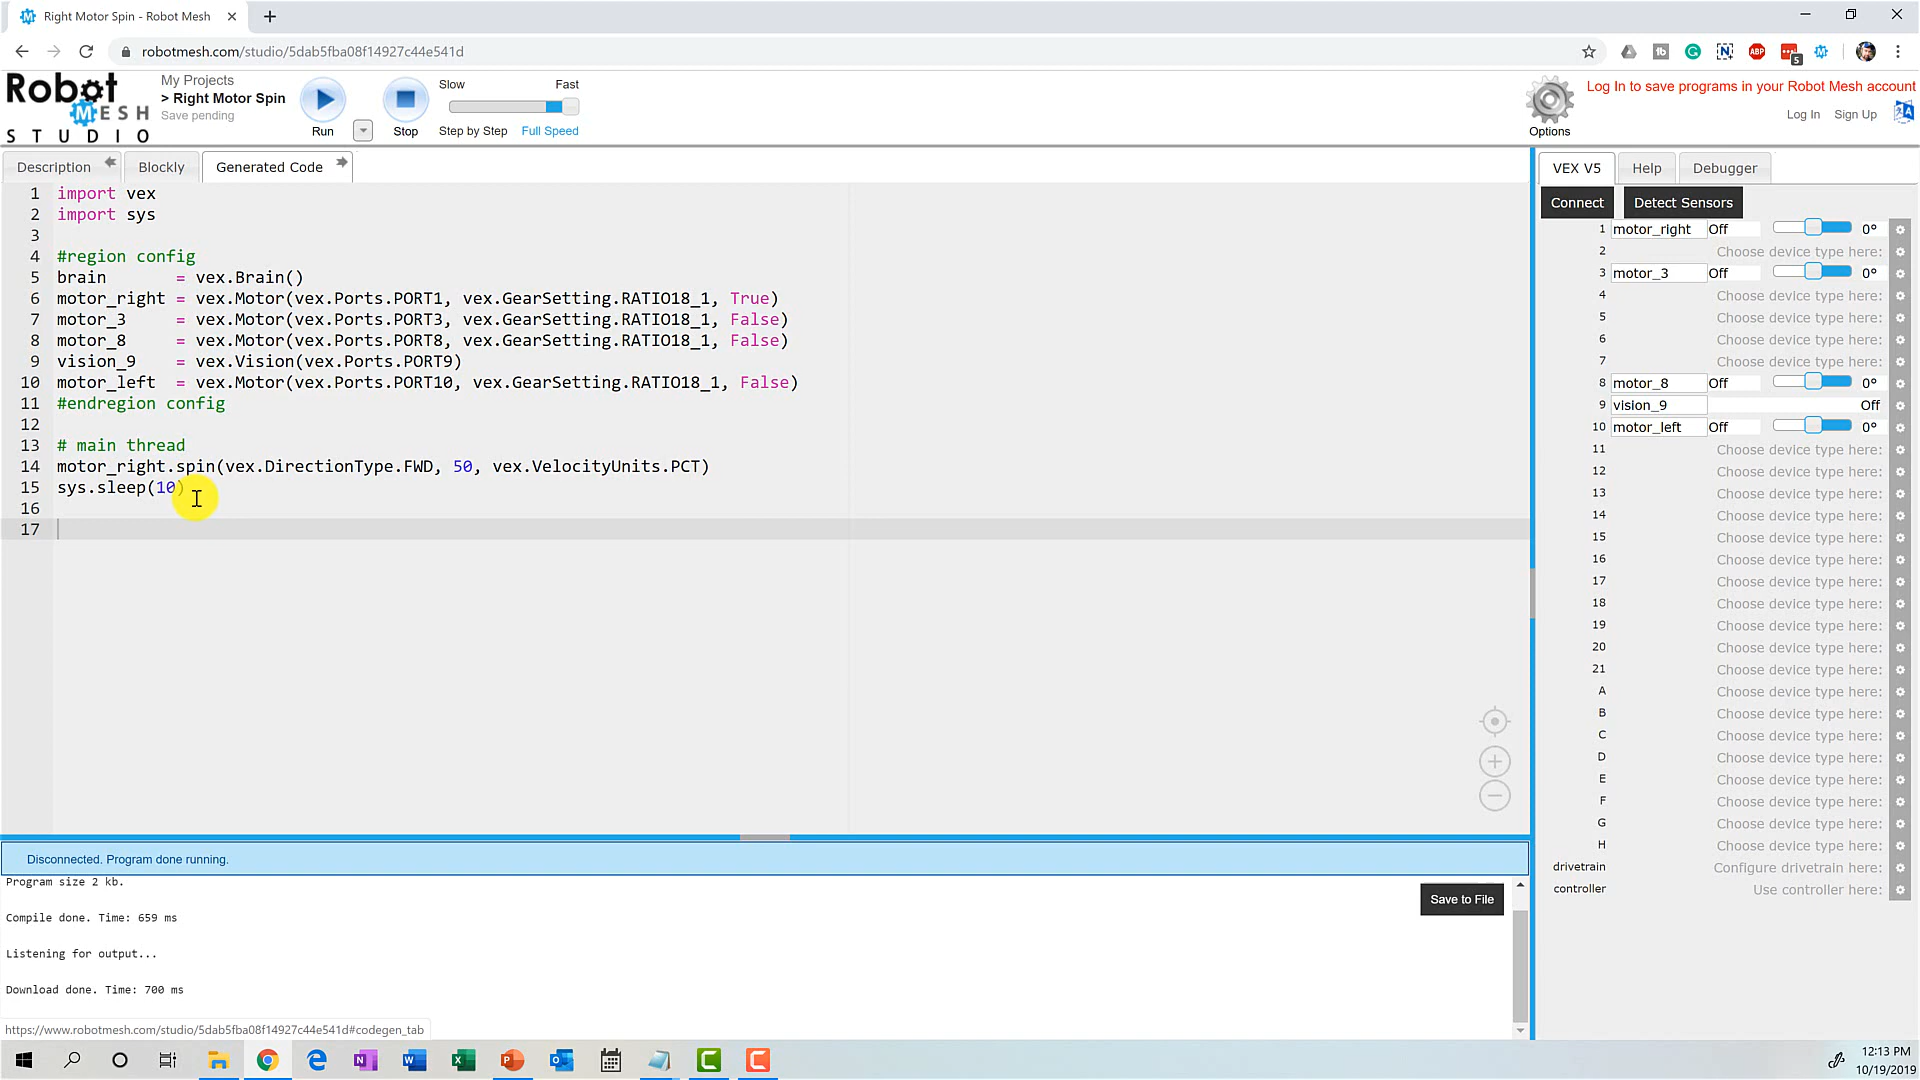 Right Motor Spin - Robot Mesh
robotmesh.com/studio/5dab5fba08f14927c44e541d
Robot
MESH
STUDIO
My Projects
> Right Motor Spin
Save pending
Run
Stop
Slow Fast
Step by Step Full Speed
Options
Log In to save programs in your Robot Mesh account
Log In Sign Up
Description Blockly Generated Code
1 import vex
2 import sys
3
4 #region config
5 brain       = vex.Brain()
6 motor_right = vex.Motor(vex.Ports.PORT1, vex.GearSetting.RATIO18_1, True)
7 motor_3     = vex.Motor(vex.Ports.PORT3, vex.GearSetting.RATIO18_1, False)
8 motor_8     = vex.Motor(vex.Ports.PORT8, vex.GearSetting.RATIO18_1, False)
9 vision_9    = vex.Vision(vex.Ports.PORT9)
10 motor_left  = vex.Motor(vex.Ports.PORT10, vex.GearSetting.RATIO18_1, False)
11 #endregion config
12
13 # main thread
14 motor_right.spin(vex.DirectionType.FWD, 50, vex.VelocityUnits.PCT)
15 sys.sleep(10)
16
17
VEX V5 Help Debugger
Connect Detect Sensors
1 motor_right Off 0°
2 Choose device type here:
3 motor_3 Off 0°
4 Choose device type here:
5 Choose device type here:
6 Choose device type here:
7 Choose device type here:
8 motor_8 Off 0°
9 vision_9 Off
10 motor_left Off 0°
11 Choose device type here:
12 Choose device type here:
13 Choose device type here:
14 Choose device type here:
15 Choose device type here:
16 Choose device type here:
17 Choose device type here:
18 Choose device type here:
19 Choose device type here:
20 Choose device type here:
21 Choose device type here:
A Choose device type here:
B Choose device type here:
C Choose device type here:
D Choose device type here:
E Choose device type here:
F Choose device type here:
G Choose device type here:
H Choose device type here:
drivetrain Configure drivetrain here:
controller Use controller here:
Disconnected. Program done running.
Program size 2 kb.
Compile done. Time: 659 ms
Listening for output...
Download done. Time: 700 ms
Save to File
https://www.robotmesh.com/studio/5dab5fba08f14927c44e541d#codegen_tab
12:13 PM
10/19/2019